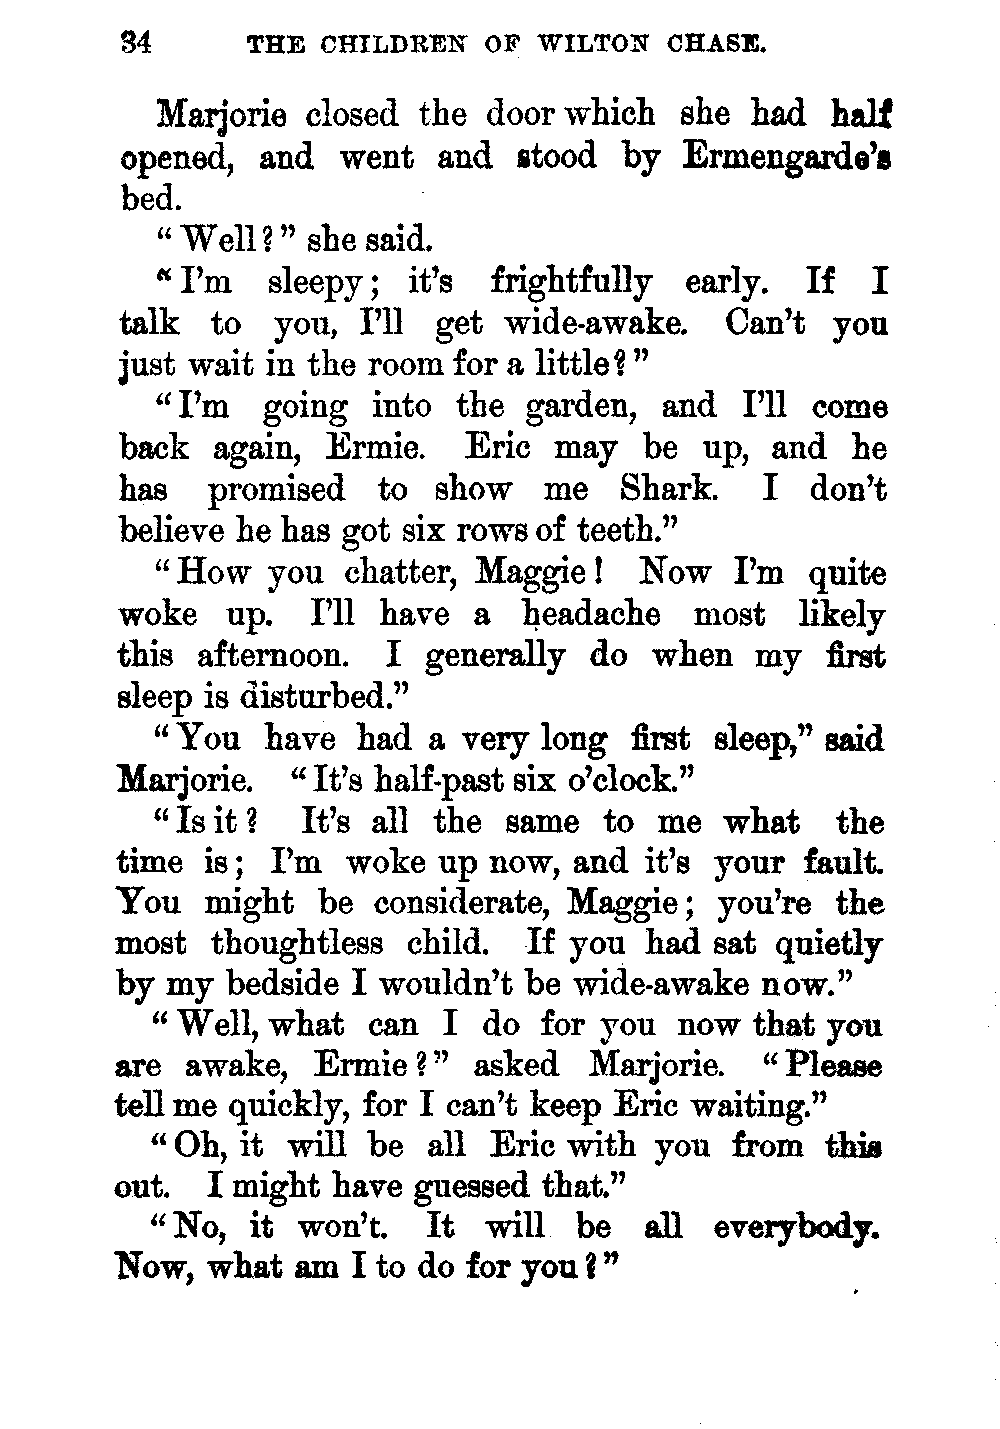 34 THE CHILDREN OF WILTON CHASE.
Marjorie closed the door which she had half
opened, and went and stood by Ermengarde's
bed.
"Well?" she said.
"I'm sleepy; it's frightfully early. If I
talk to you, I'll get wide-awake. Can't you
just wait in the room for a little?"
"I'm going into the garden, and I'll come
back again, Ermie. Eric may be up, and he
has promised to show me Shark. I don't
believe he has got six rows of teeth."
"How you chatter, Maggie! Now I'm quite
woke up. I'll have a headache most likely
this afternoon. I generally do when my first
sleep is disturbed."
"You have had a very long first sleep," said
Marjorie. "It's half-past six o'clock."
"Is it? It's all the same to me what the
time is; I'm woke up now, and it's your fault.
You might be considerate, Maggie; you're the
most thoughtless child. If you had sat quietly
by my bedside I wouldn't be wide-awake now."
"Well, what can I do for you now that you
are awake, Ermie?" asked Marjorie. "Please
tell me quickly, for I can't keep Eric waiting."
"Oh, it will be all Eric with you from this
out. I might have guessed that."
"No, it won't. It will be all everybody.
Now, what am I to do for you?"